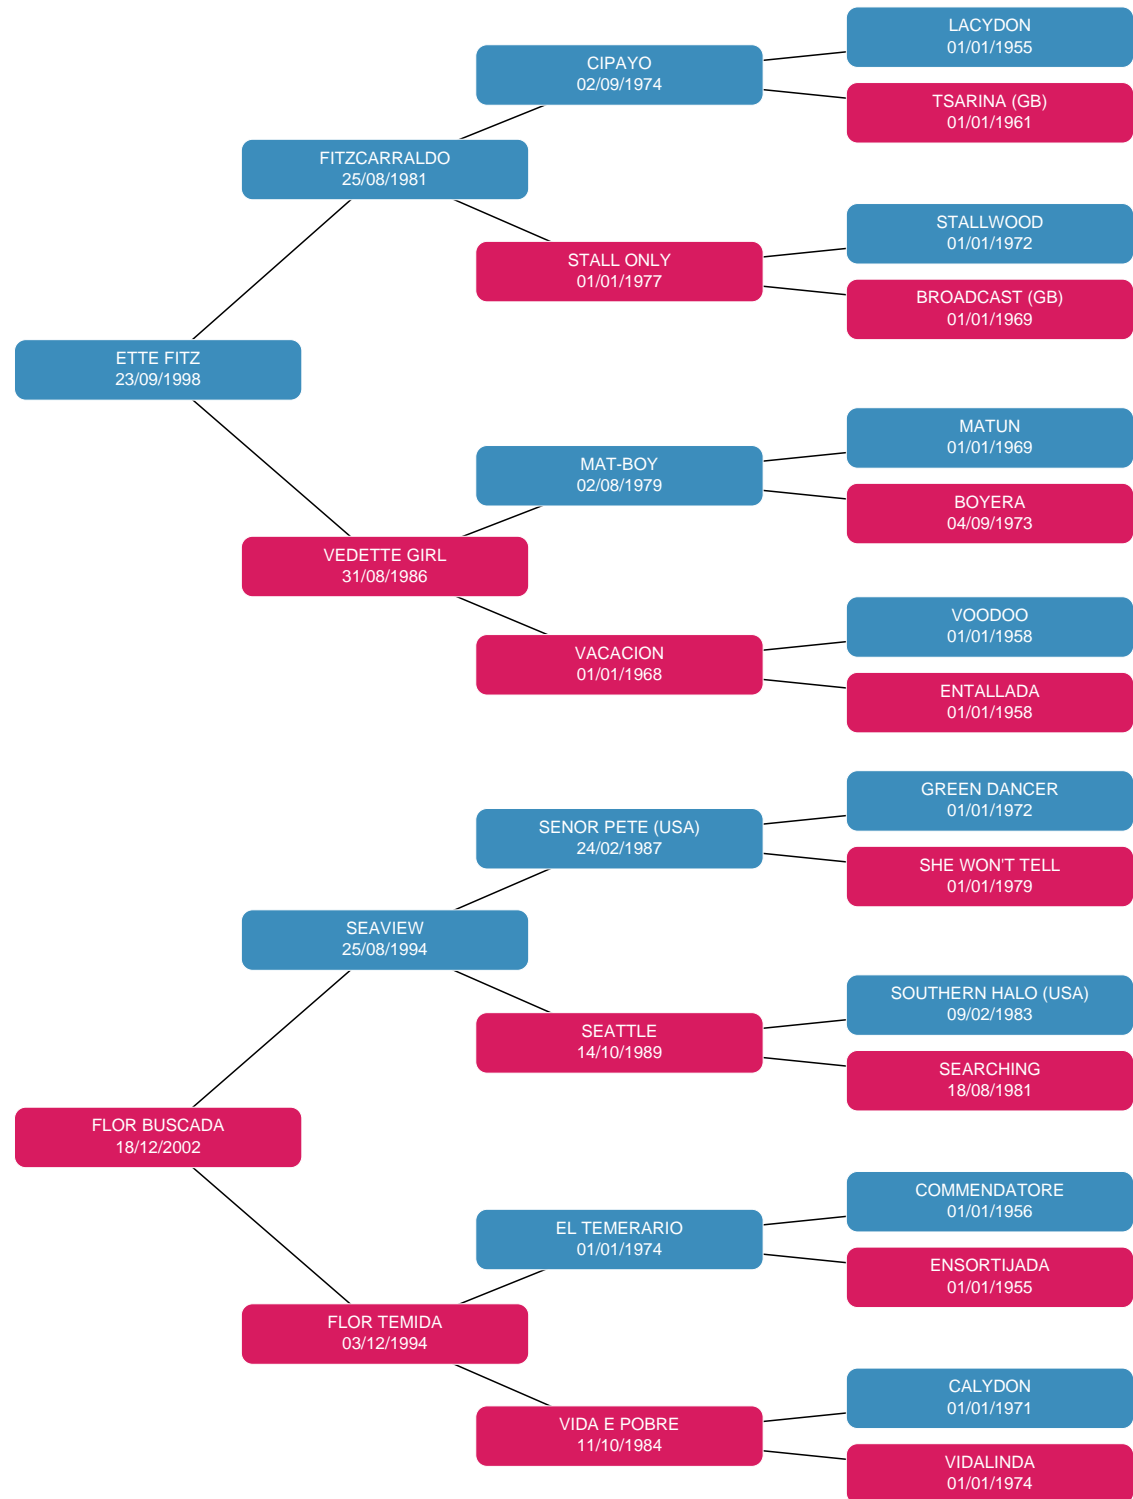 LACYDON
01/01/1955
CIPAYO
02/09/1974
TSARINA (GB)
01/01/1961
FITZCARRALDO
25/08/1981
STALLWOOD
01/01/1972
STALL ONLY
01/01/1977
BROADCAST (GB)
01/01/1969
ETTE FITZ
23/09/1998
MATUN
01/01/1969
MAT-BOY
02/08/1979
BOYERA
04/09/1973
VEDETTE GIRL
31/08/1986
VOODOO
01/01/1958
VACACION
01/01/1968
ENTALLADA
01/01/1958
GREEN DANCER
01/01/1972
SENOR PETE (USA)
24/02/1987
SHE WON'T TELL
01/01/1979
SEAVIEW
25/08/1994
SOUTHERN HALO (USA)
09/02/1983
SEATTLE
14/10/1989
SEARCHING
18/08/1981
FLOR BUSCADA
18/12/2002
COMMENDATORE
01/01/1956
EL TEMERARIO
01/01/1974
ENSORTIJADA
01/01/1955
FLOR TEMIDA
03/12/1994
CALYDON
01/01/1971
VIDA E POBRE
11/10/1984
VIDALINDA
01/01/1974